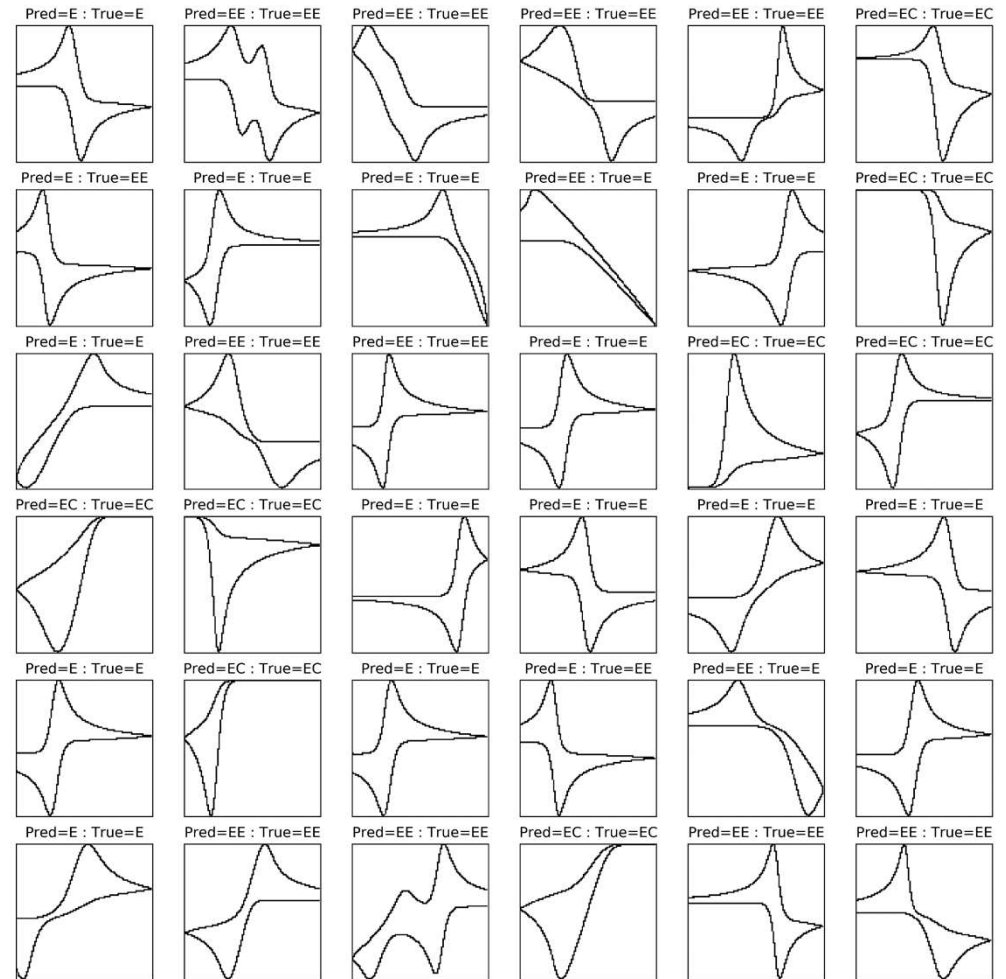 Pred=E : True=E Pred=EE : True=EE Pred=EE : True=EE Pred=EE : True=EE Pred=EE : True=EE Pred=EC : True=EC
Pred=E : True=EE Pred=E : True=E Pred=E : True=E Pred=EE : True=E Pred=E : True=E Pred=EC : True=EC
Pred=E : True=E Pred=EE : True=EE Pred=EE : True=EE Pred=E : True=E Pred=EC : True=EC Pred=EC : True=EC
Pred=EC : True=EC Pred=EC : True=EC Pred=E : True=E Pred=E : True=E Pred=E : True=E Pred=E : True=E
Pred=E : True=E Pred=EC : True=EC Pred=E : True=E Pred=E : True=EE Pred=EE : True=E Pred=E : True=E
Pred=E : True=E Pred=EE : True=EE Pred=EE : True=EE Pred=EC : True=EC Pred=EE : True=EE Pred=EE : True=EE